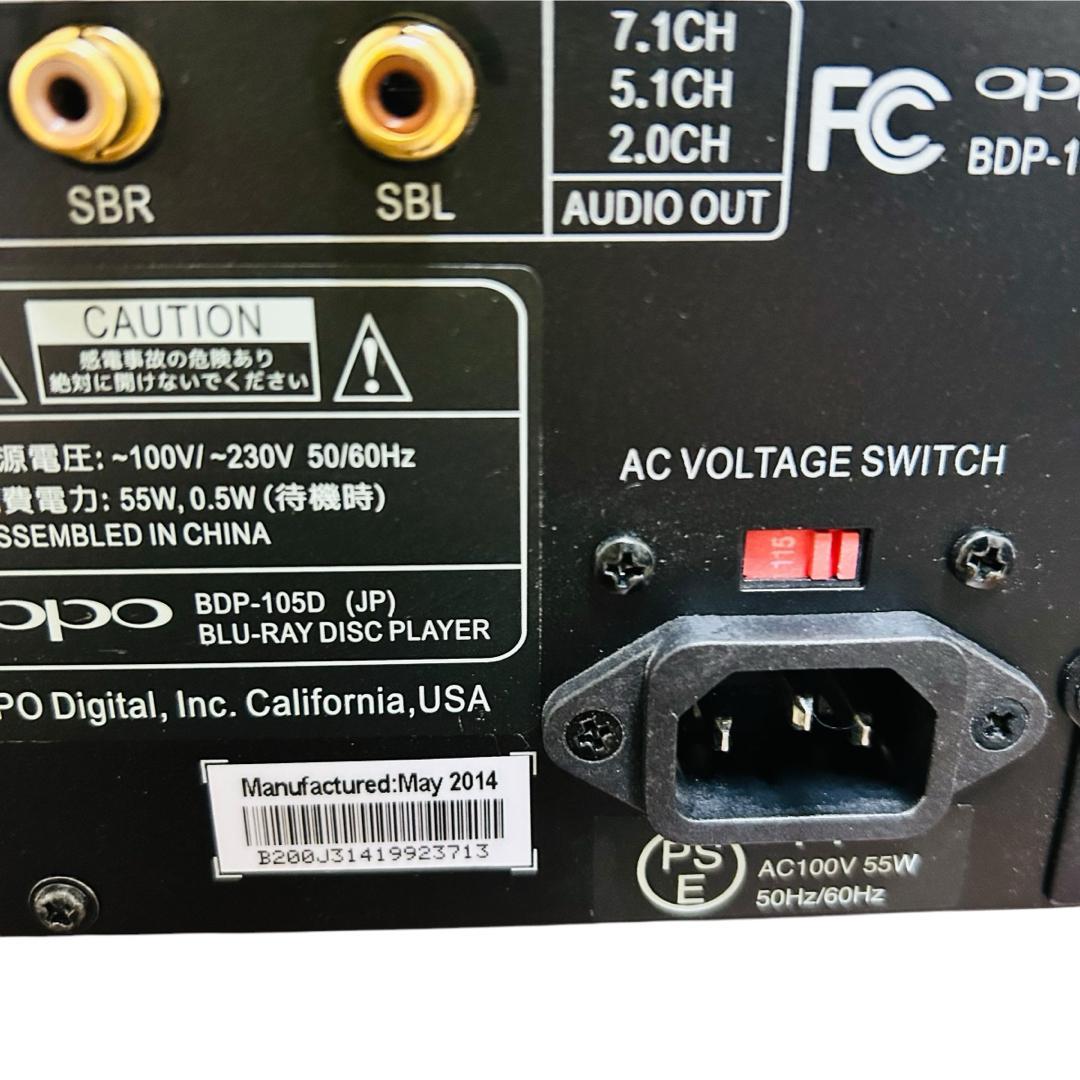 7.1CH
5.1CH
2.0CH
AUDIO OUT
SBR
SBL
FC
BDP-1
CAUTION
感電事故の危険あり
絶対に開けないでください
源電圧: ~100V/ ~230V 50/60Hz
費電力: 55W, 0.5W (待機時)
SSEMBLED IN CHINA
oppo BDP-105D (JP)
BLU-RAY DISC PLAYER
PO Digital, Inc. California,USA
Manufactured:May 2014
B200J31419923713
AC VOLTAGE SWITCH
115
PSE
AC100V 55W
50Hz/60Hz